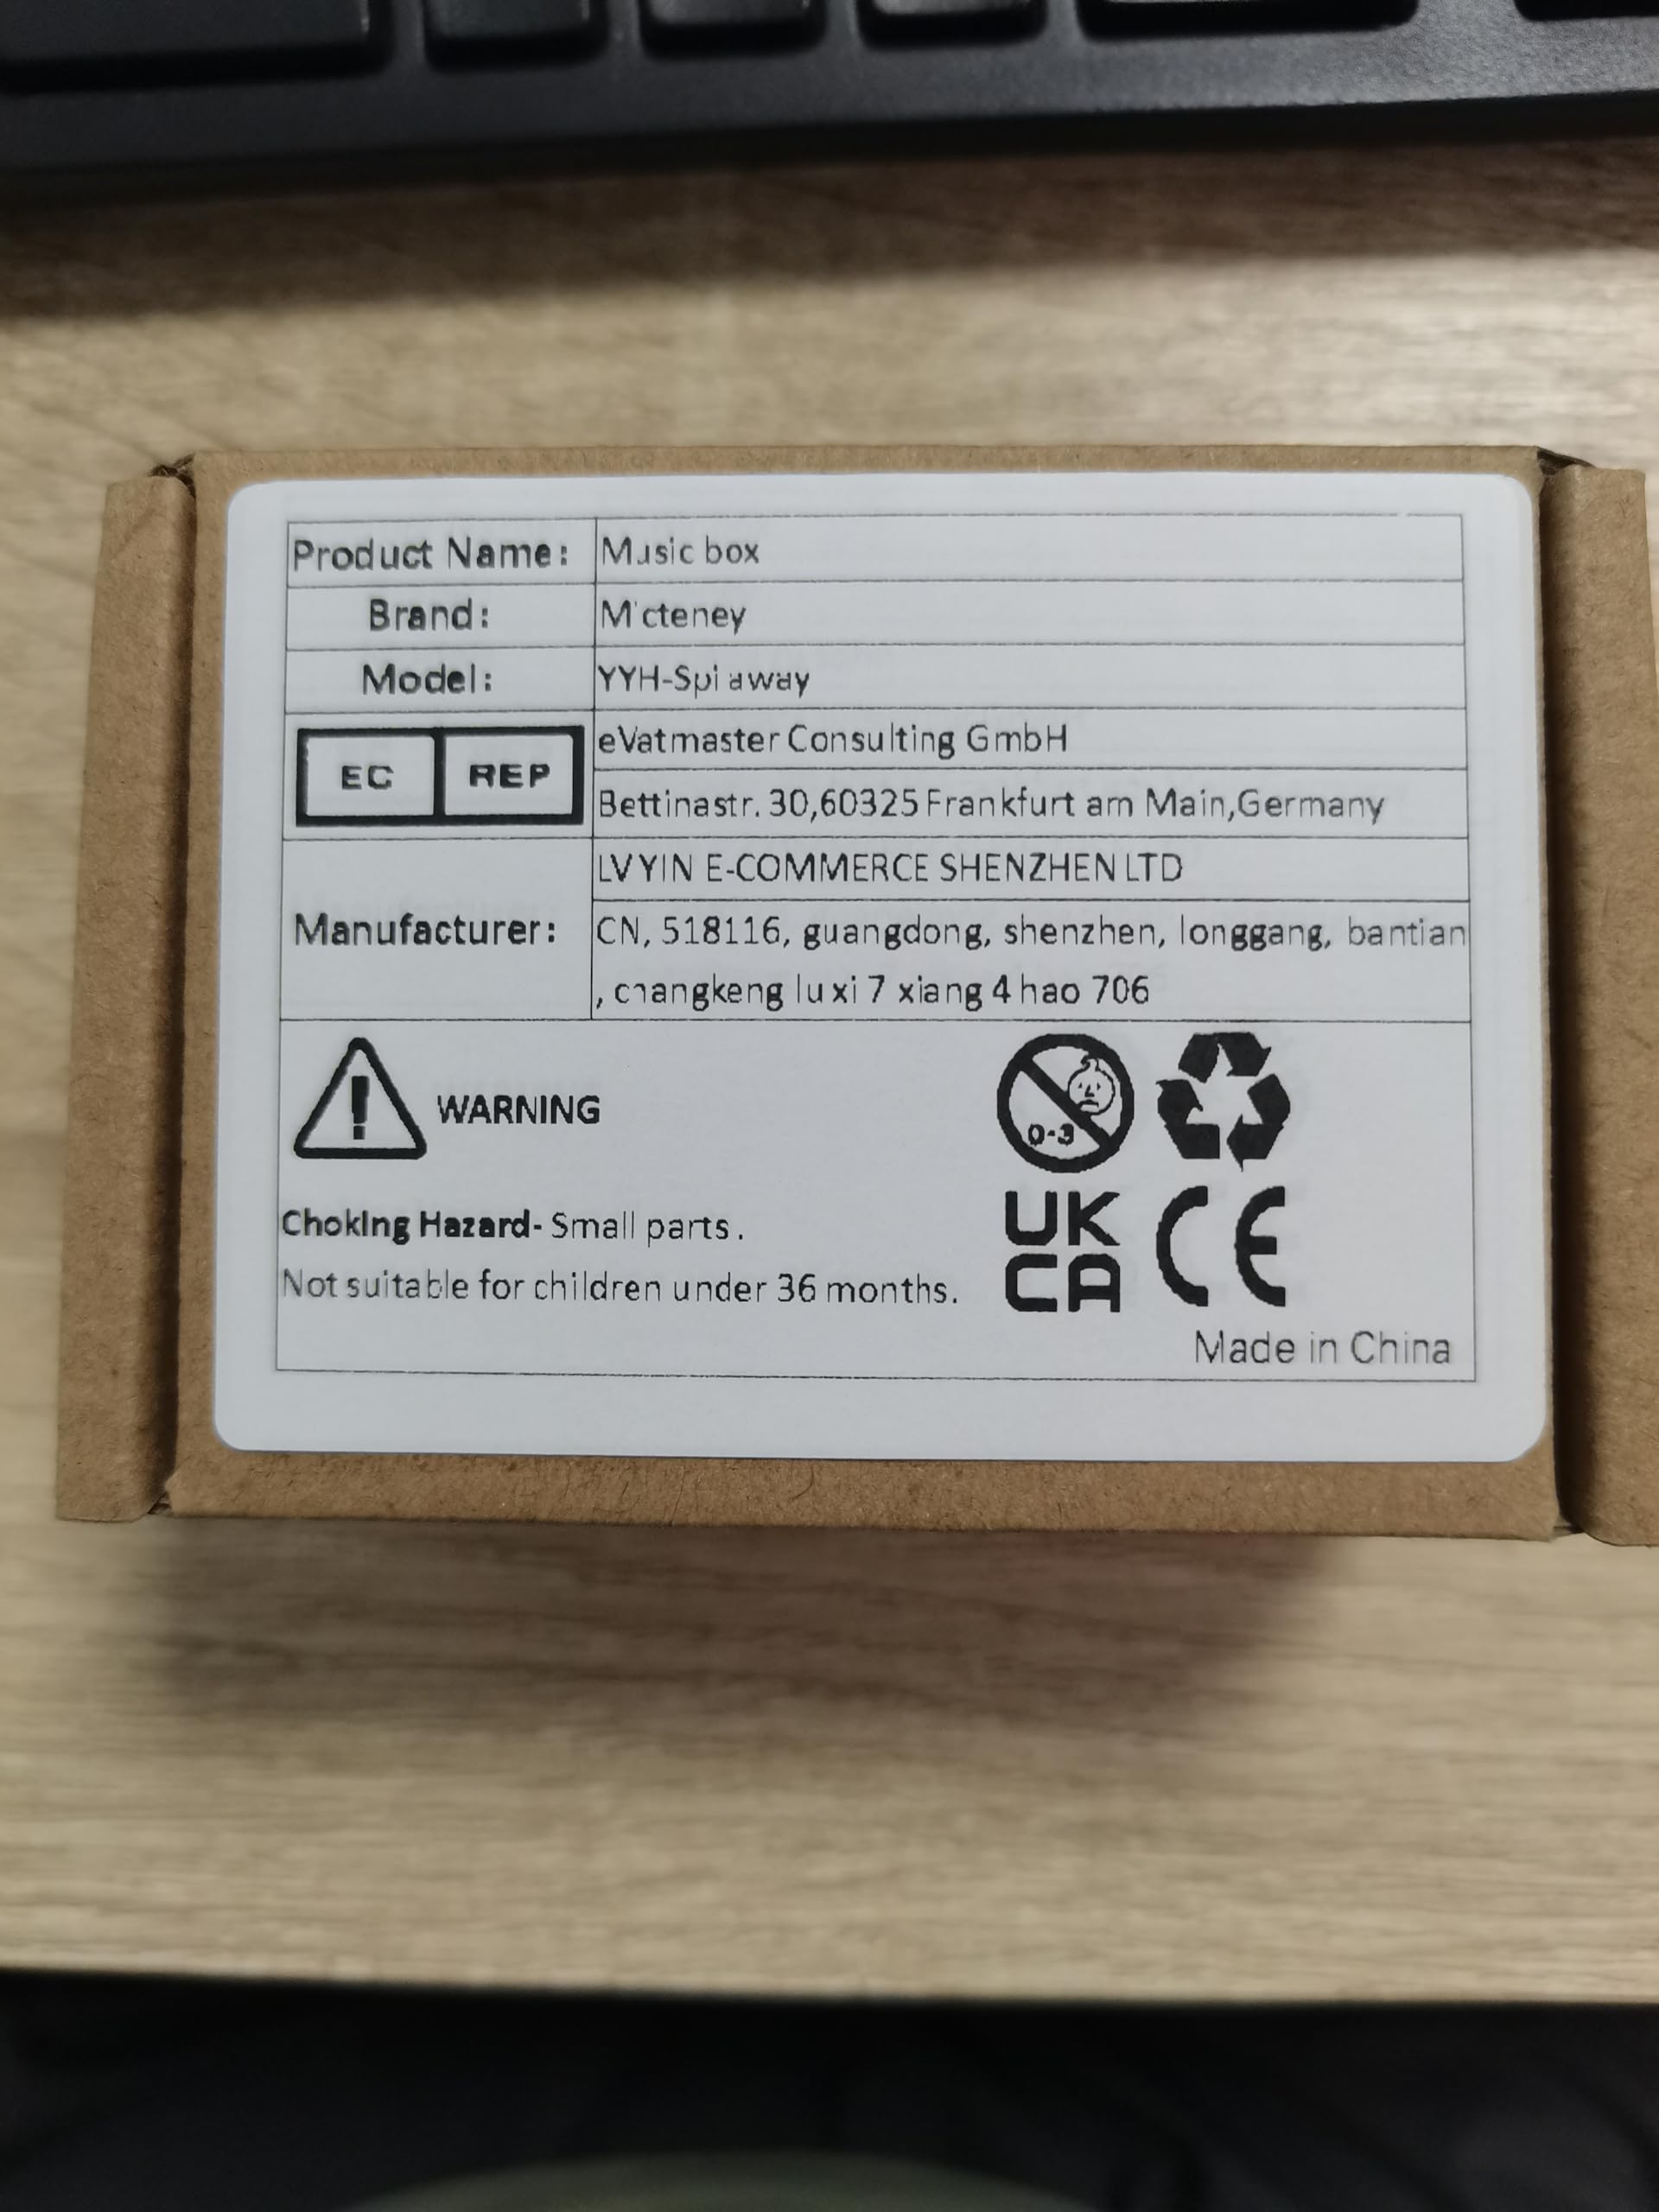 Product Name: Music box
Brand: Micteney
Model:
EC REP
eVatmaster Consulting GmbH
Bettinastr. 30,60325 Frankfurt am Main,Germany
Manufacturer:
LVYIN E-COMMERCE SHENZHEN LTD
CN, 518116, guangdong, shenzhen, longgang, bantian
, changkeng lu xi 7 xiang 4 hao 706
WARNING
0-3
Choking Hazard- Small parts.
Not suitable for children under 36 months.
UK
CA
CE
Made in China